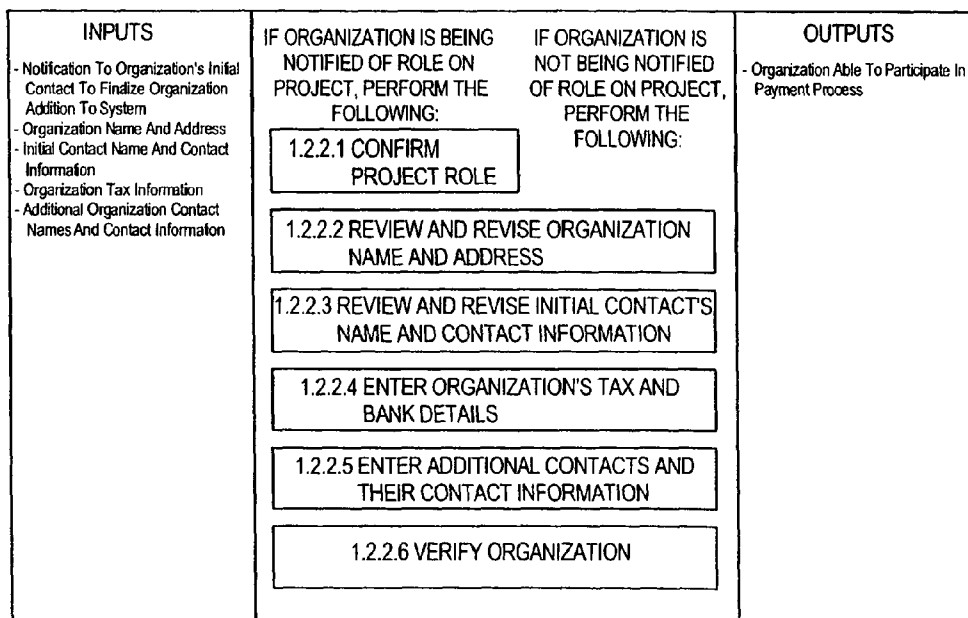 INPUTS
- Notification To Organization's Initial
Contact To Finalize Organization
Addition To System
- Organization Name And Address
- Initial Contact Name And Contact
Information
- Organization Tax Information
- Additional Organization Contact
Names And Contact Information
IF ORGANIZATION IS BEING
NOTIFIED OF ROLE ON
PROJECT, PERFORM THE
FOLLOWING:
IF ORGANIZATION IS
NOT BEING NOTIFIED
OF ROLE ON PROJECT,
PERFORM THE
FOLLOWING:
1.2.2.1 CONFIRM
PROJECT ROLE
1.2.2.2 REVIEW AND REVISE ORGANIZATION
NAME AND ADDRESS
1.2.2.3 REVIEW AND REVISE INITIAL CONTACT'S
NAME AND CONTACT INFORMATION
1.2.2.4 ENTER ORGANIZATION'S TAX AND
BANK DETAILS
1.2.2.5 ENTER ADDITIONAL CONTACTS AND
THEIR CONTACT INFORMATION
1.2.2.6 VERIFY ORGANIZATION
OUTPUTS
- Organization Able To Participate In
Payment Process